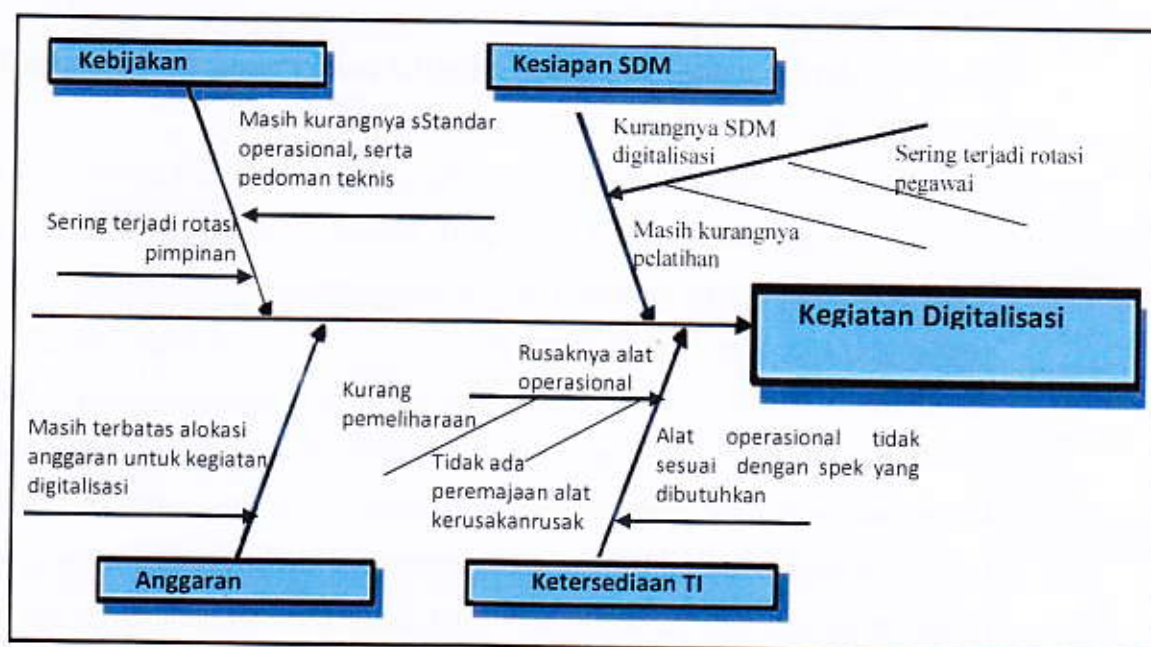 Kebijakan
Kesiapan SDM
Masih kurangnya sStandar
operasional, serta
pedoman teknis
Sering terjadi rotasi
pimpinan
Kurangnya SDM
digitalisasi
Sering terjadi rotasi
pegawai
Masih kurangnya
pelatihan
Kegiatan Digitalisasi
Rusaknya alat
operasional
Kurang
pemeliharaan
Masih terbatas alokasi
anggaran untuk kegiatan
digitalisasi
Tidak ada
peremajaan alat
kerusakanrusak
Alat operasional tidak
sesuai dengan spek yang
dibutuhkan
Anggaran
Ketersediaan TI